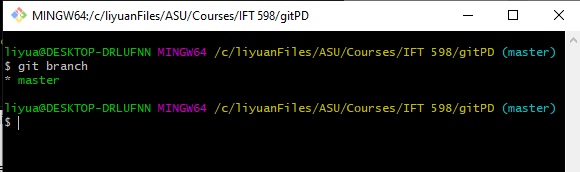 MINGW64:/c/liyuanFiles/ASU/Courses/IFT 598/gitPD
liyua@DESKTOP-DRLUFNN MINGW64 /c/liyuanFiles/ASU/Courses/IFT 598/gitPD (master)
$ git branch
* master
liyua@DESKTOP-DRLUFNN MINGW64 /c/liyuanFiles/ASU/Courses/IFT 598/gitPD (master)
$